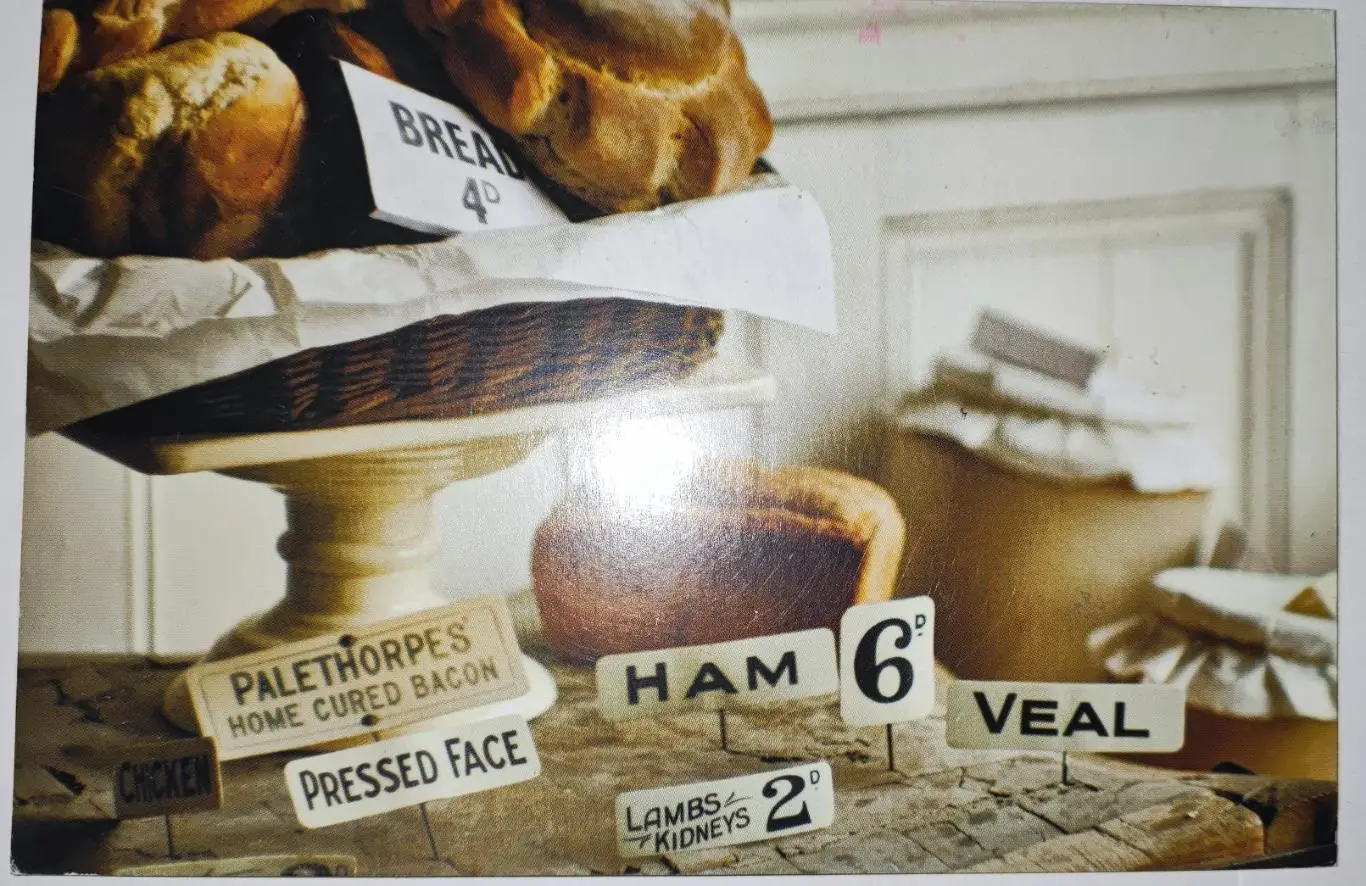 BREAD
4D
PALETHORPES'
HOME CURED BACON
HAM
6D
VEAL
CHICKEN
PRESSED FACE
LAMBS
KIDNEYS
2D